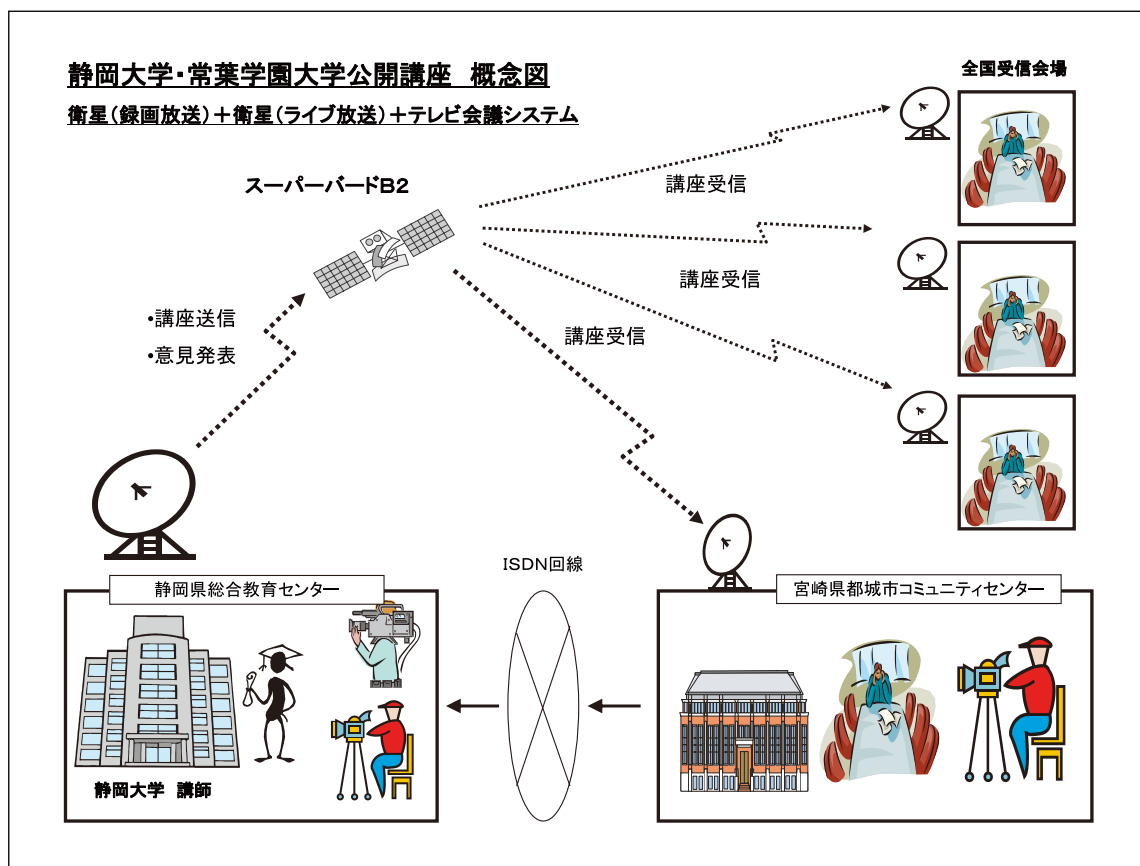 静岡大学・常葉学園大学公開講座　概念図
衛星（録画放送）＋衛星（ライブ放送）＋テレビ会議システム
全国受信会場
スーパーバードB2
講座受信
講座受信
講座受信
・講座送信
・意見発表
ISDN回線
静岡県総合教育センター
宮崎県都城市コミュニティセンター
静岡大学　講師